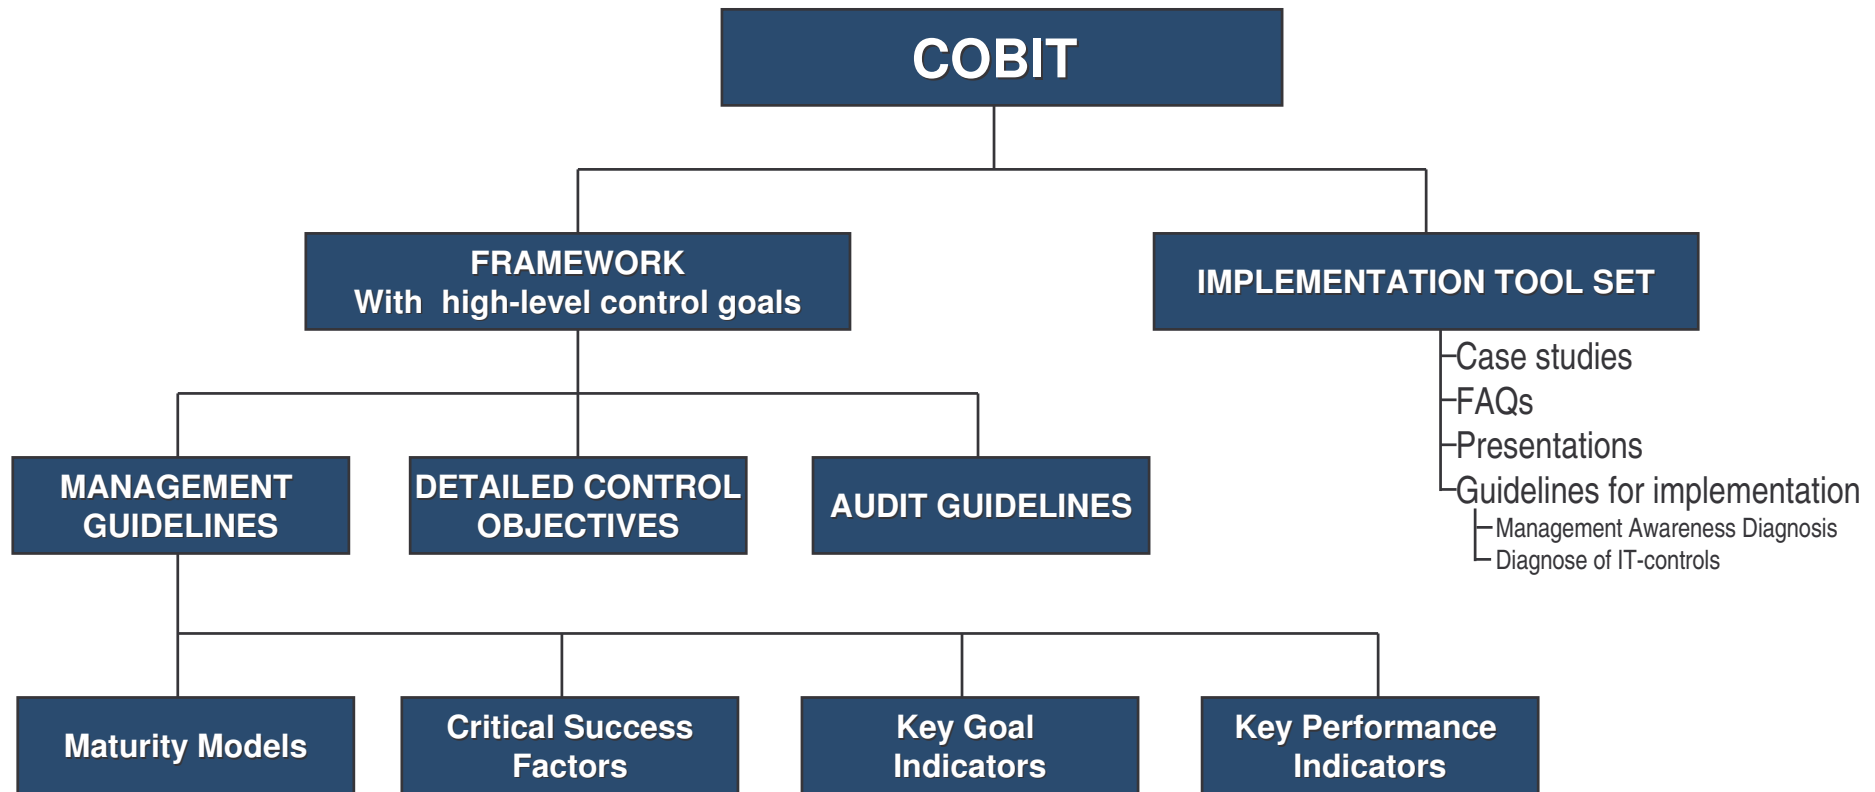 COBIT
FRAMEWORK
With high-level control goals
IMPLEMENTATION TOOL SET
Case studies
FAQs
Presentations
Guidelines for implementation
Management Awareness Diagnosis
Diagnose of IT-controls
MANAGEMENT
GUIDELINES
DETAILED CONTROL
OBJECTIVES
AUDIT GUIDELINES
Maturity Models
Critical Success
Factors
Key Goal
Indicators
Key Performance
Indicators